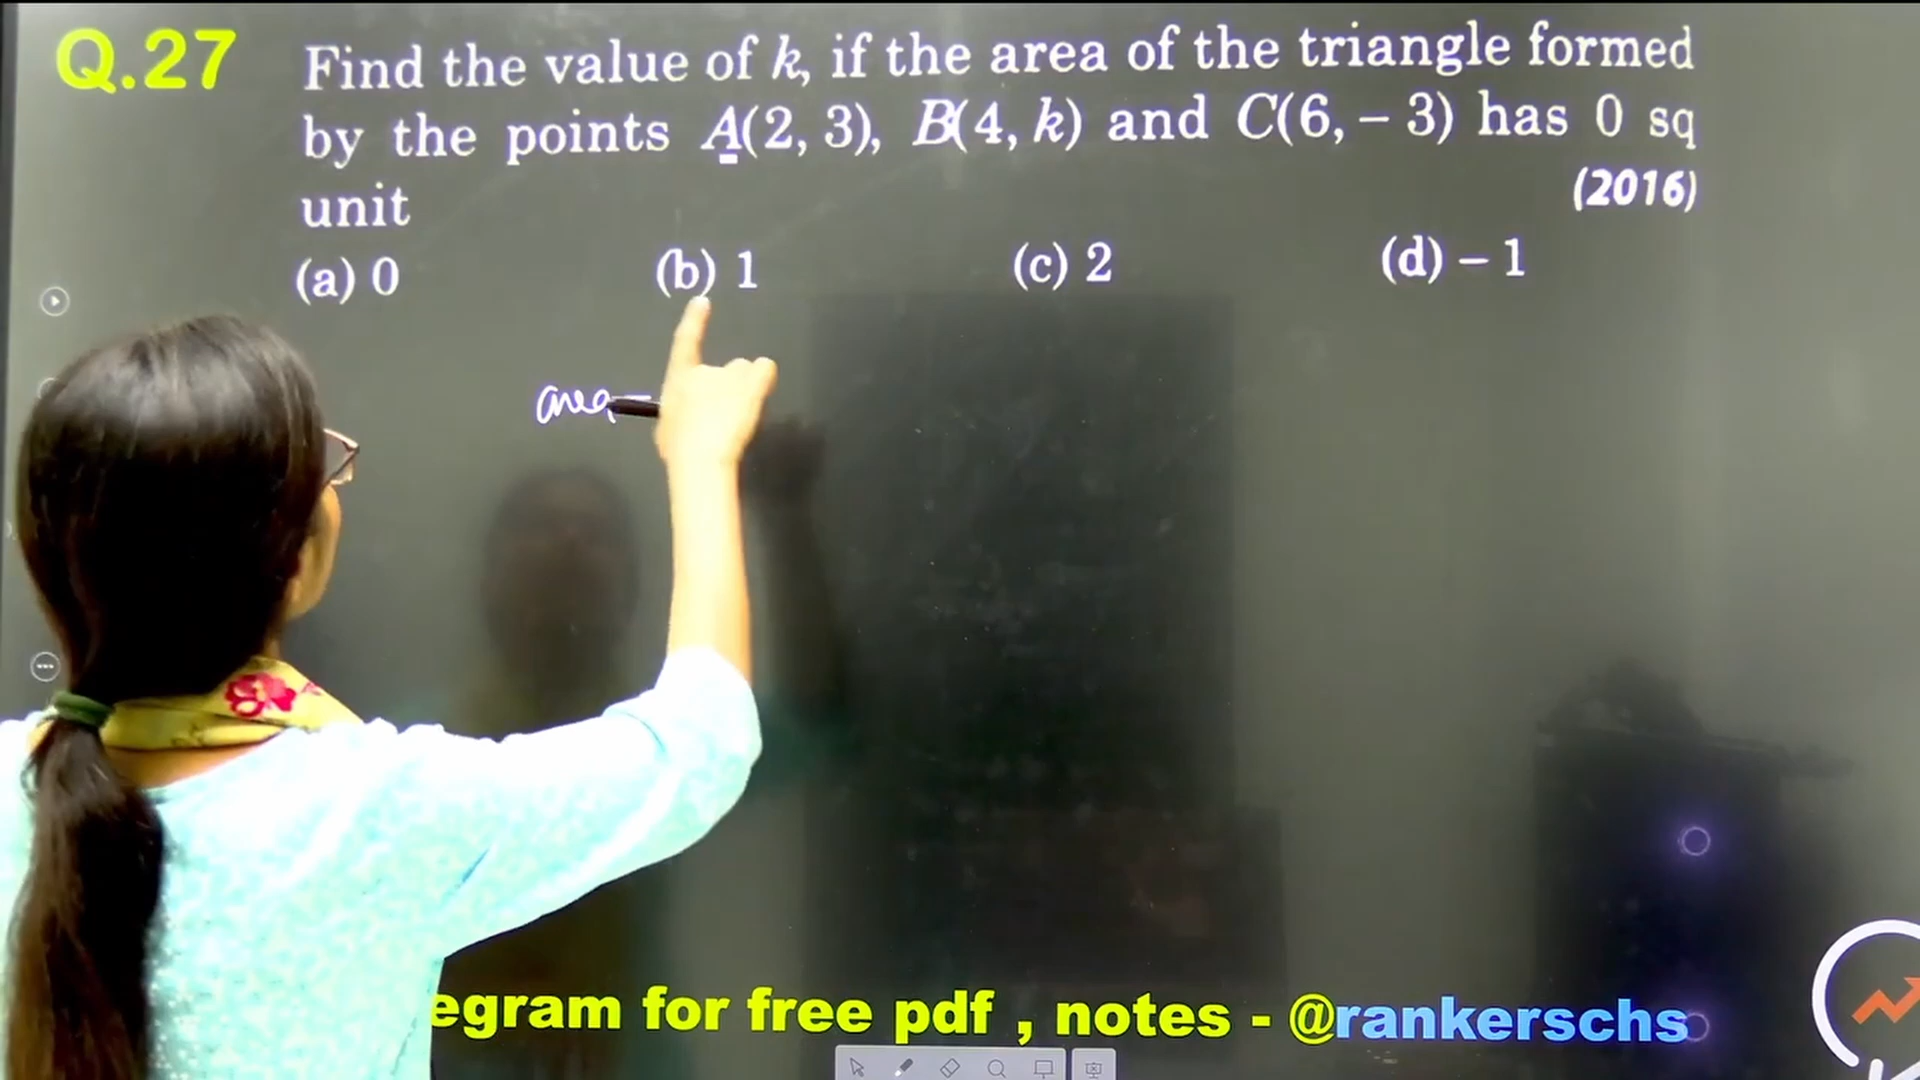 Q.27 Find the value of k, if the area of the triangle formed
by the points A(2, 3), B(4, k) and C(6, – 3) has 0 sq
unit (2016)
(a) 0 (b) 1 (c) 2 (d) – 1
area
egram for free pdf , notes - @rankerschs